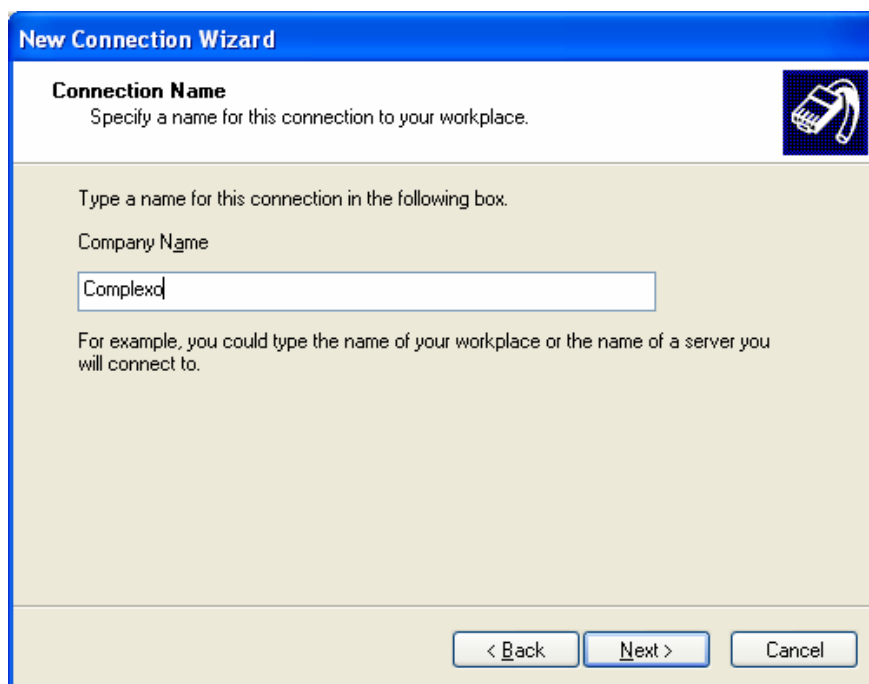 New Connection Wizard
Connection Name
Specify a name for this connection to your workplace.
Type a name for this connection in the following box.
Company Name
Complexo
For example, you could type the name of your workplace or the name of a server you
will connect to.
< Back
Next >
Cancel